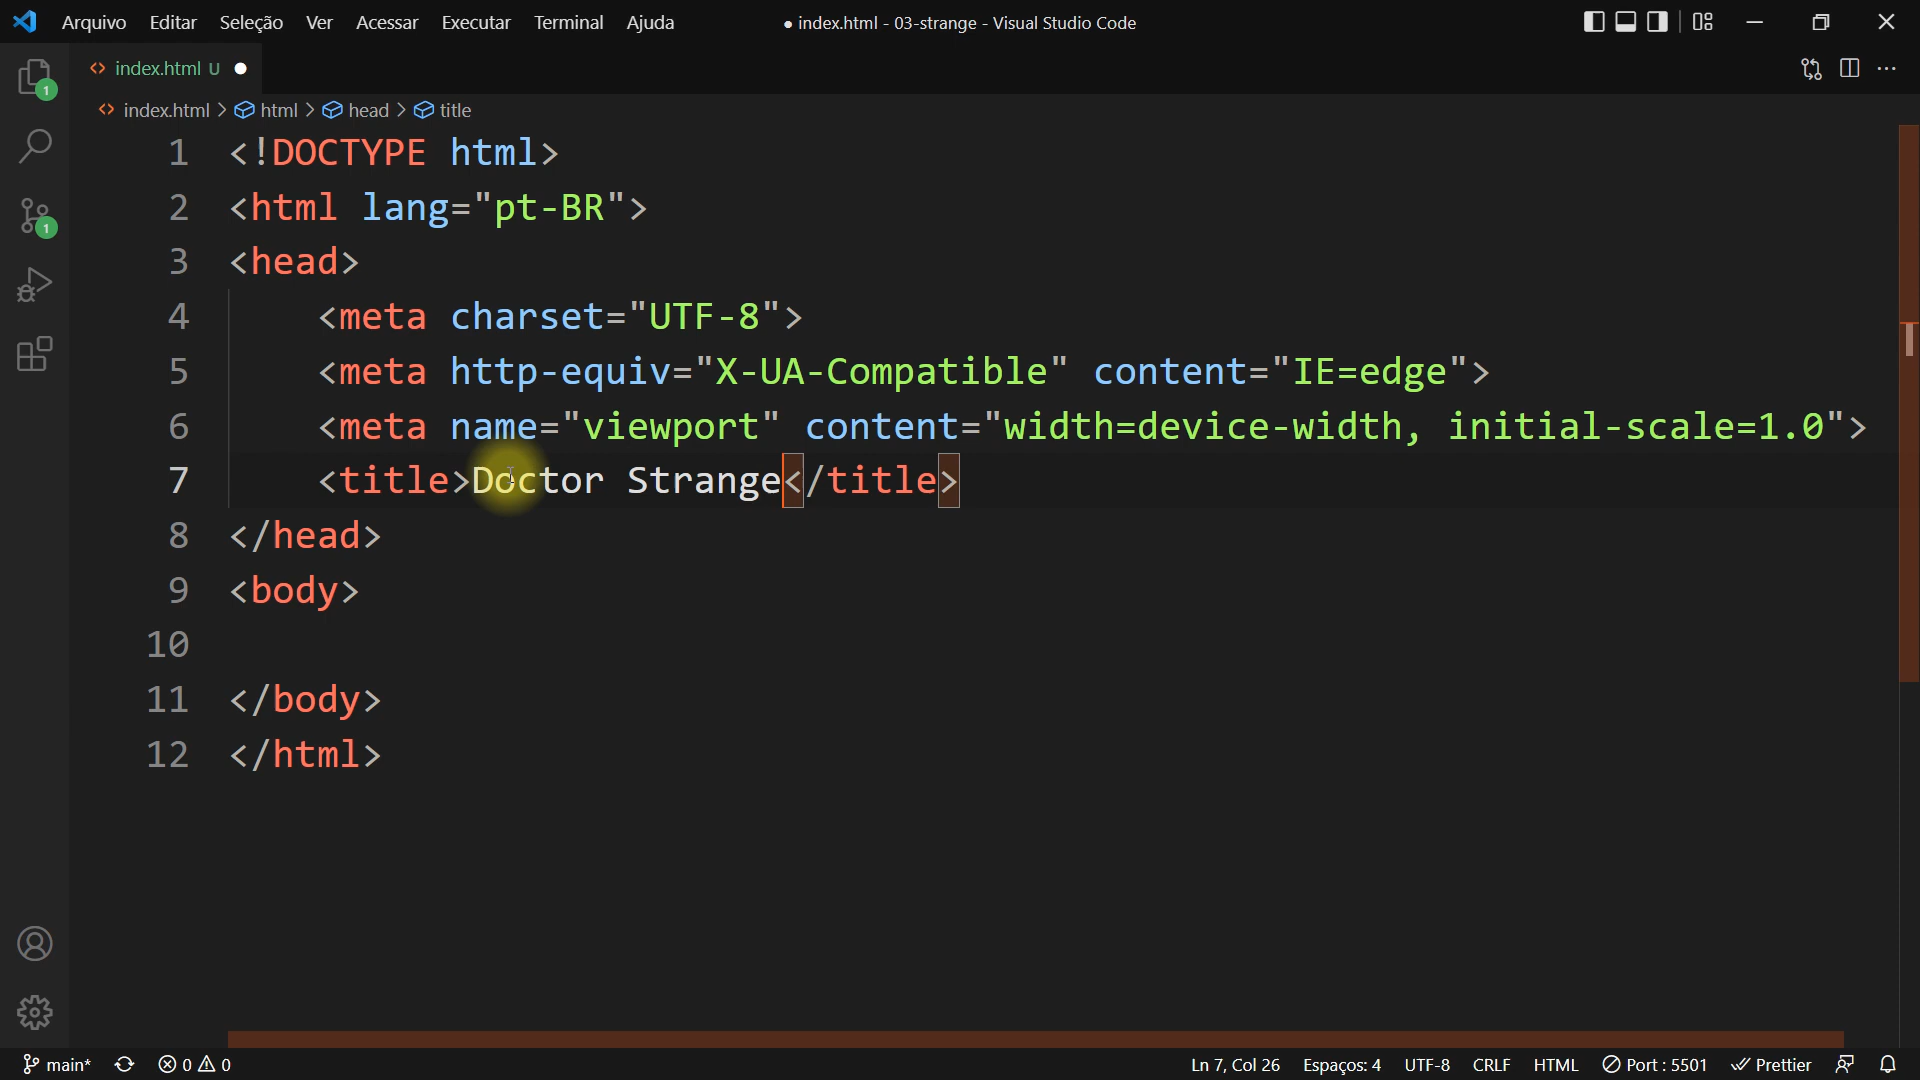 Arquivo Editar Seleção Ver Acessar Executar Terminal Ajuda ● index.html - 03-strange - Visual Studio Code
index.html U
1
index.html > html > head > title
1 <!DOCTYPE html>
2 <html lang="pt-BR">
1
3 <head>
4 <meta charset="UTF-8">
5 <meta http-equiv="X-UA-Compatible" content="IE=edge">
6 <meta name="viewport" content="width=device-width, initial-scale=1.0">
7 <title>Doctor Strange</title>
8 </head>
9 <body>
10
11 </body>
12 </html>
main* 0 0 Ln 7, Col 26 Espaços: 4 UTF-8 CRLF HTML Port : 5501 Prettier